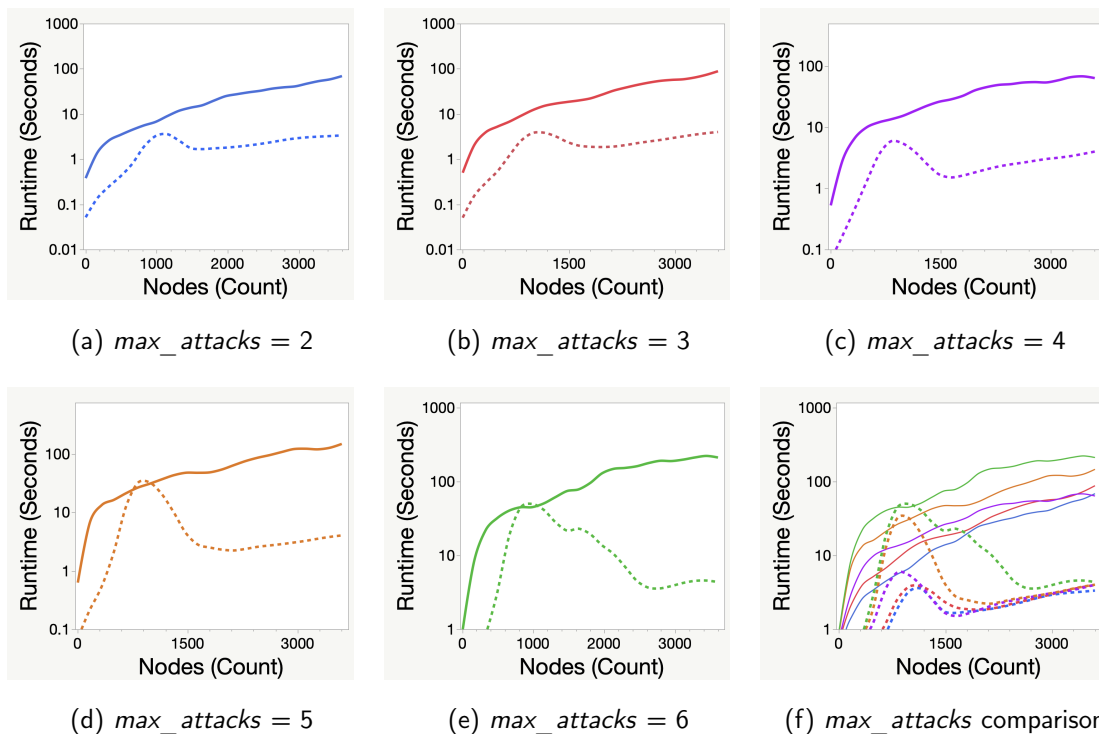 1000
100
10
1
0.1
0.01
Runtime (Seconds)
0 1000 2000 3000
Nodes (Count)
(a) max_attacks = 2
1000
100
10
1
0.1
0.01
Runtime (Seconds)
0 1500 3000
Nodes (Count)
(b) max_attacks = 3
100
10
1
0.1
Runtime (Seconds)
0 1500 3000
Nodes (Count)
(c) max_attacks = 4
100
10
1
0.1
Runtime (Seconds)
0 1500 3000
Nodes (Count)
(d) max_attacks = 5
1000
100
10
1
Runtime (Seconds)
0 1000 2000 3000
Nodes (Count)
(e) max_attacks = 6
1000
100
10
1
Runtime (Seconds)
0 1500 3000
Nodes (Count)
(f) max_attacks comparison